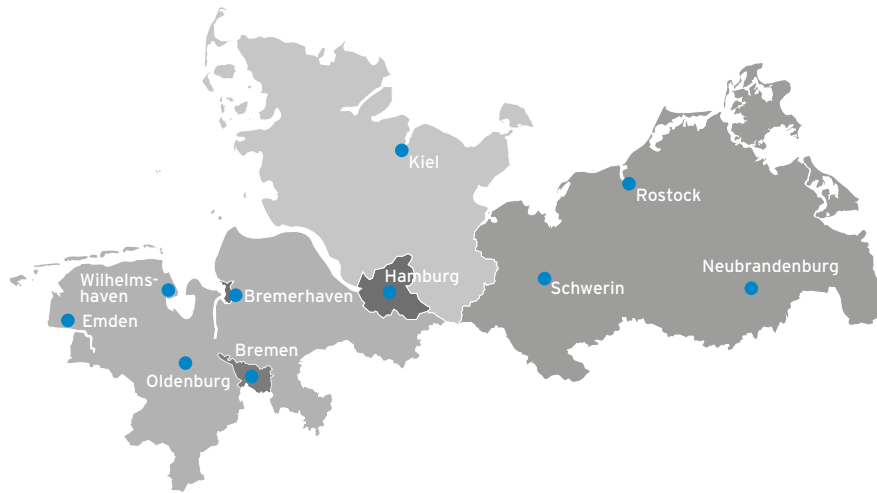 Kiel
Rostock
Hamburg
Neubrandenburg
Schwerin
Wilhelms-
haven
Bremerhaven
Emden
Bremen
Oldenburg